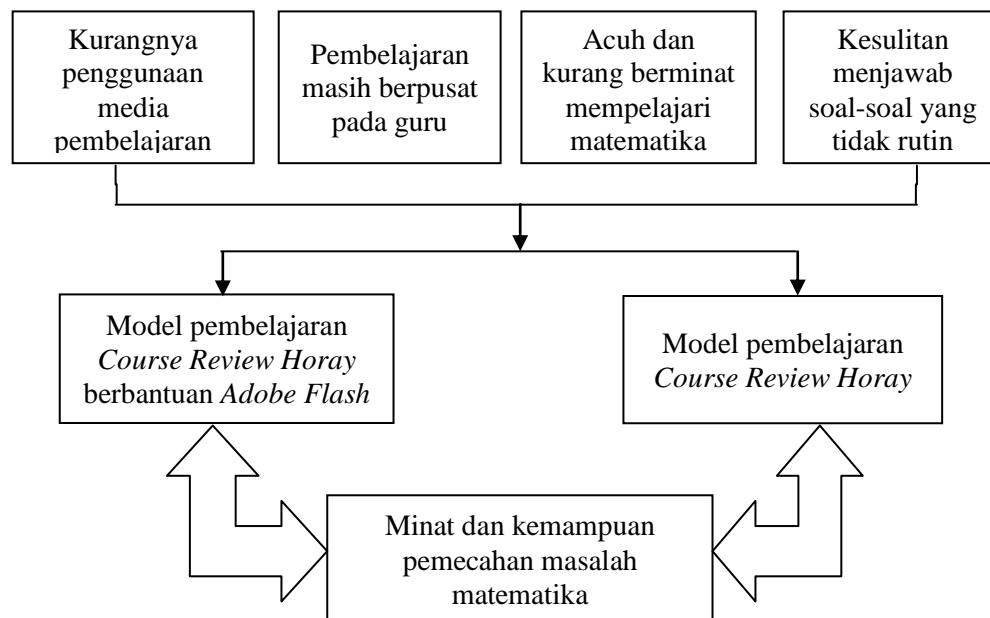 Kurangnya
penggunaan
media
pembelajaran
Pembelajaran
masih berpusat
pada guru
Acuh dan
kurang berminat
mempelajari
matematika
Kesulitan
menjawab
soal-soal yang
tidak rutin
Model pembelajaran
Course Review Horay
berbantuan Adobe Flash
Model pembelajaran
Course Review Horay
Minat dan kemampuan
pemecahan masalah
matematika